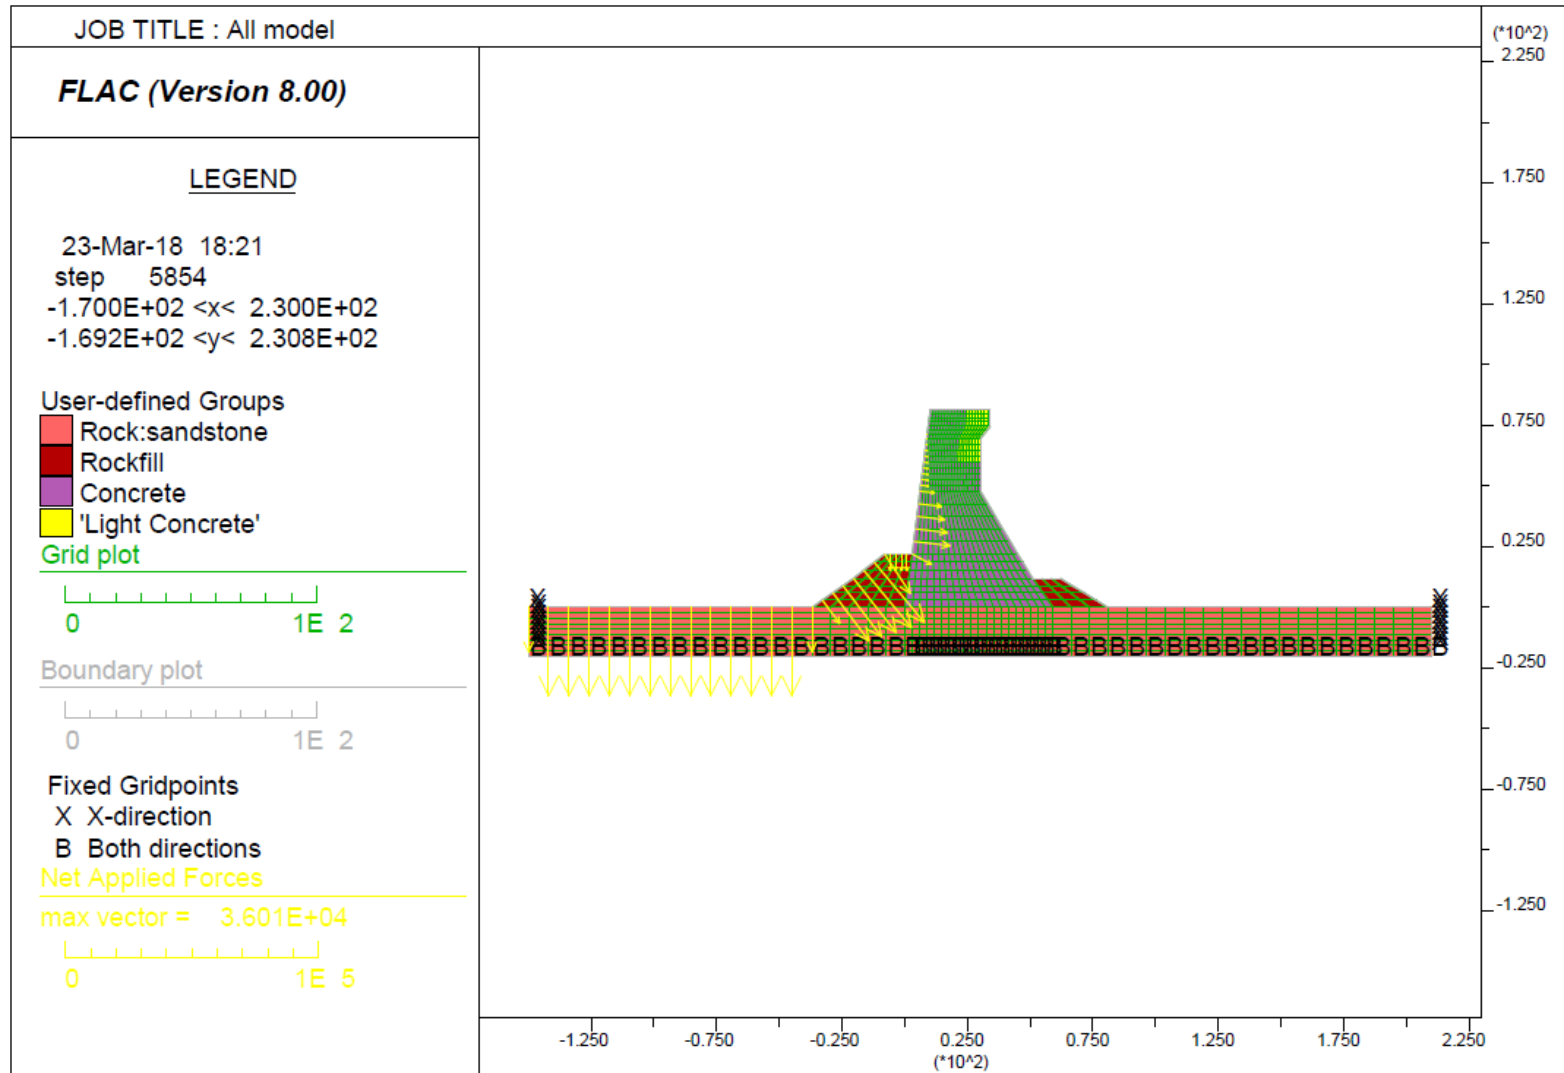 JOB TITLE : All model
FLAC (Version 8.00)
LEGEND
23-Mar-18 18:21
step 5854
-1.700E+02 <x< 2.300E+02
-1.692E+02 <y< 2.308E+02
User-defined Groups
Rock:sandstone
Rockfill
Concrete
'Light Concrete'
Grid plot
0 1E 2
Boundary plot
0 1E 2
Fixed Gridpoints
X X-direction
B Both directions
Net Applied Forces
max vector = 3.601E+04
0 1E 5
(*10^2)
2.250
1.750
1.250
0.750
0.250
-0.250
-0.750
-1.250
-1.250 -0.750 -0.250 0.250 0.750 1.250 1.750 2.250
(*10^2)